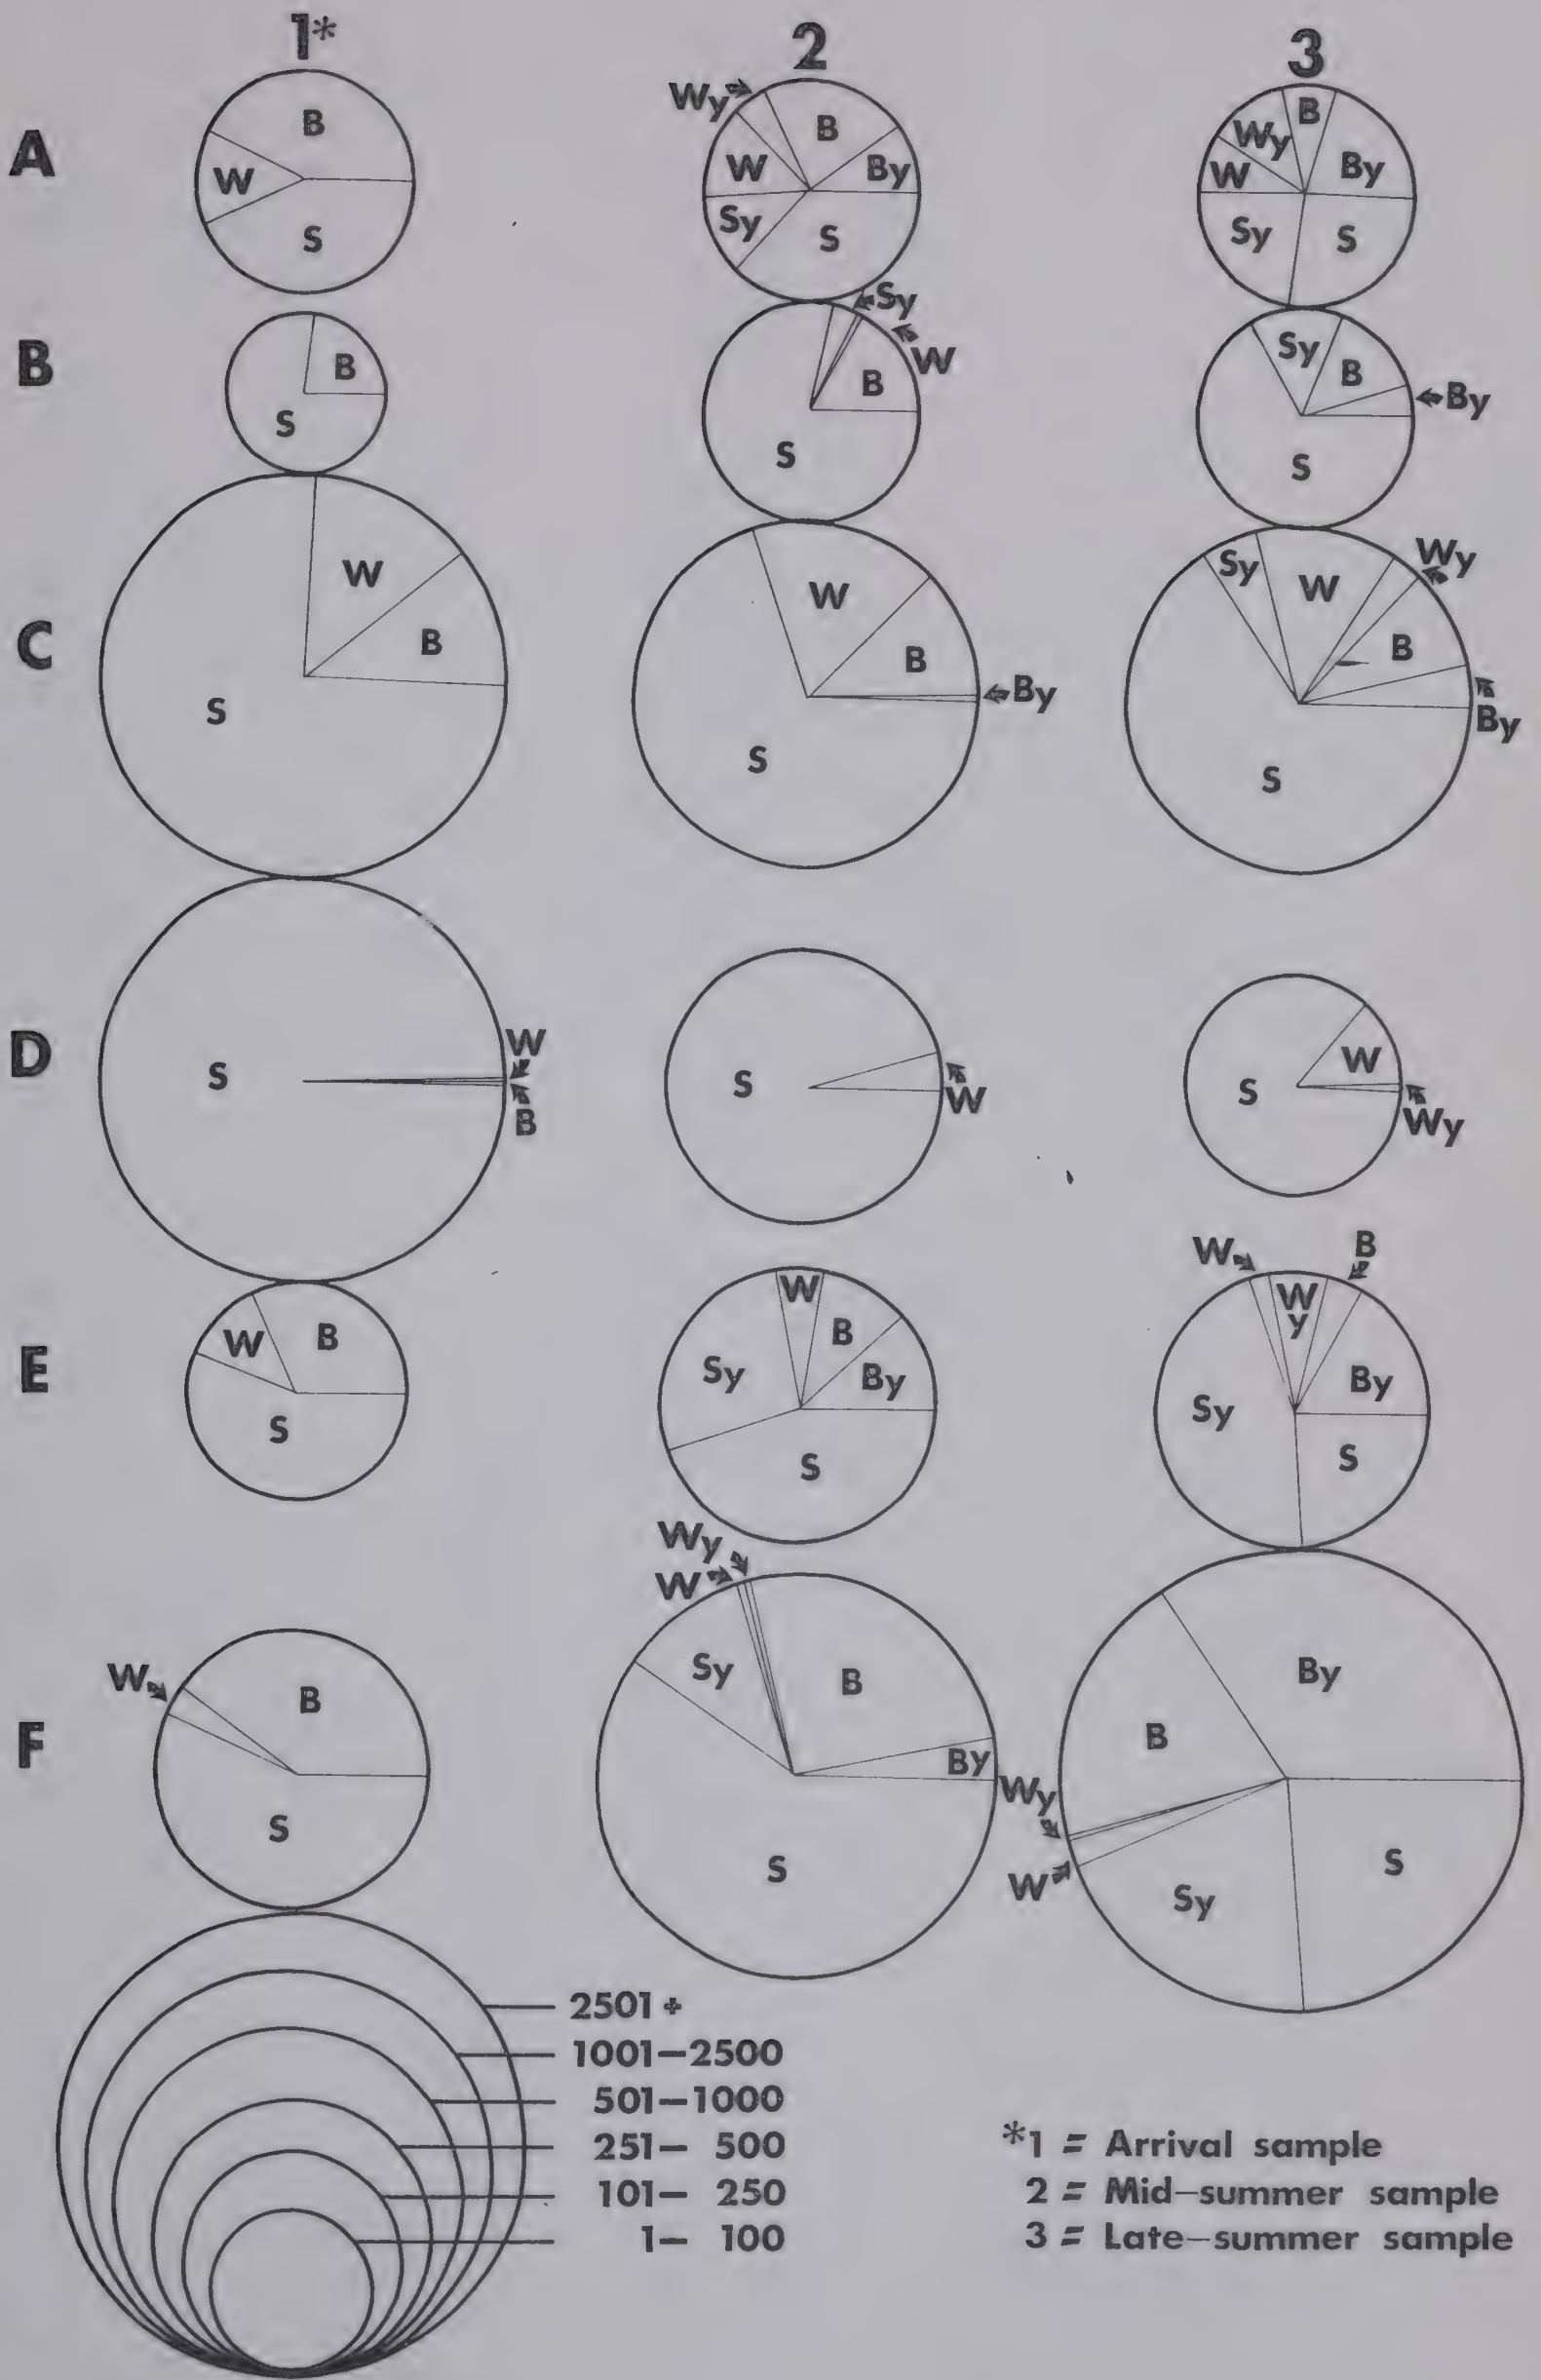 1* 2 3
A
B W S
Wy B By W Sy S
B Wy By W Sy S
B
B S
Sy W B S
Sy B By S
C
W B S
W B By S
Sy W Wy B By S
D
S W B
S W
S W Wy
E
W B S
W B Sy By S
W B Wy By Sy S
F
W B S
Wy W Sy B By S
By B Wy W Sy S
2501+
1001–2500
501–1000
251– 500
101– 250
1– 100
*1 = Arrival sample
2 = Mid–summer sample
3 = Late–summer sample